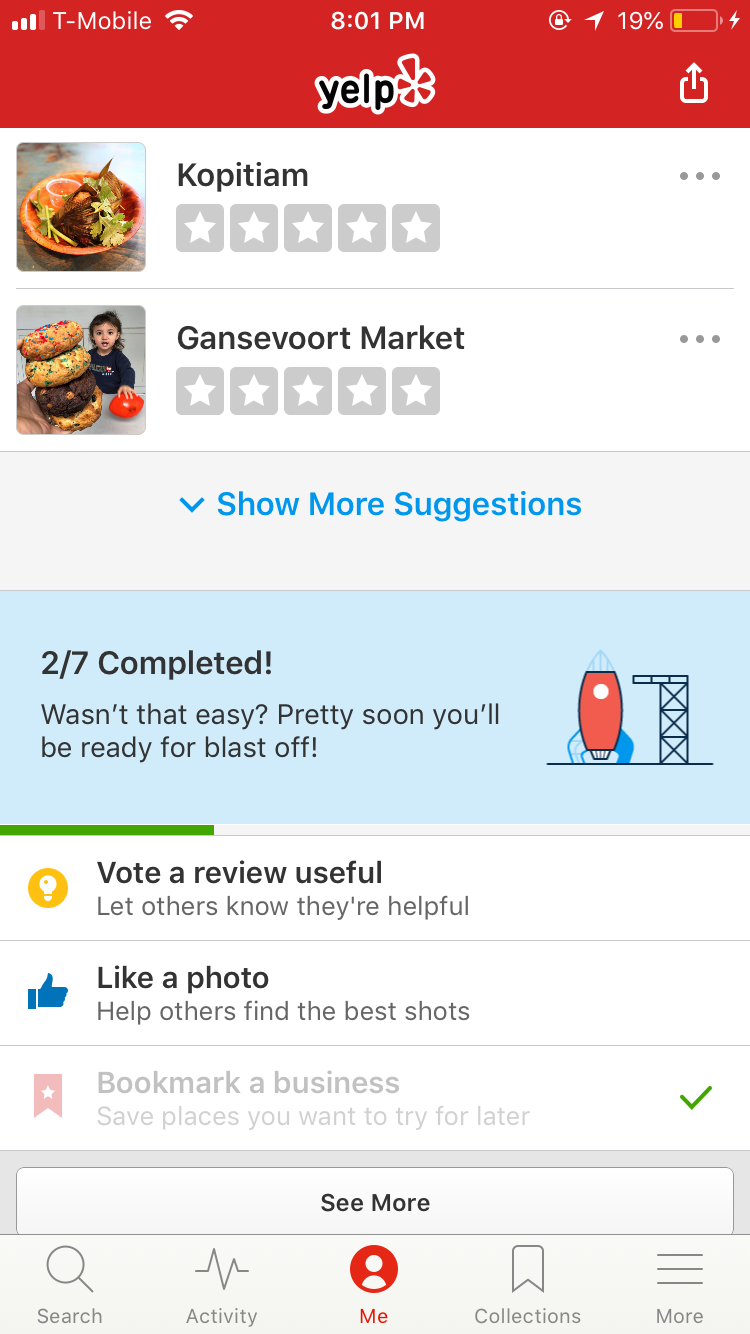 T-Mobile 8:01 PM 19%
yelp
Kopitiam
Gansevoort Market
Show More Suggestions
2/7 Completed!
Wasn’t that easy? Pretty soon you’ll
be ready for blast off!
Vote a review useful
Let others know they're helpful
Like a photo
Help others find the best shots
Bookmark a business
Save places you want to try for later
See More
Search Activity Me Collections More